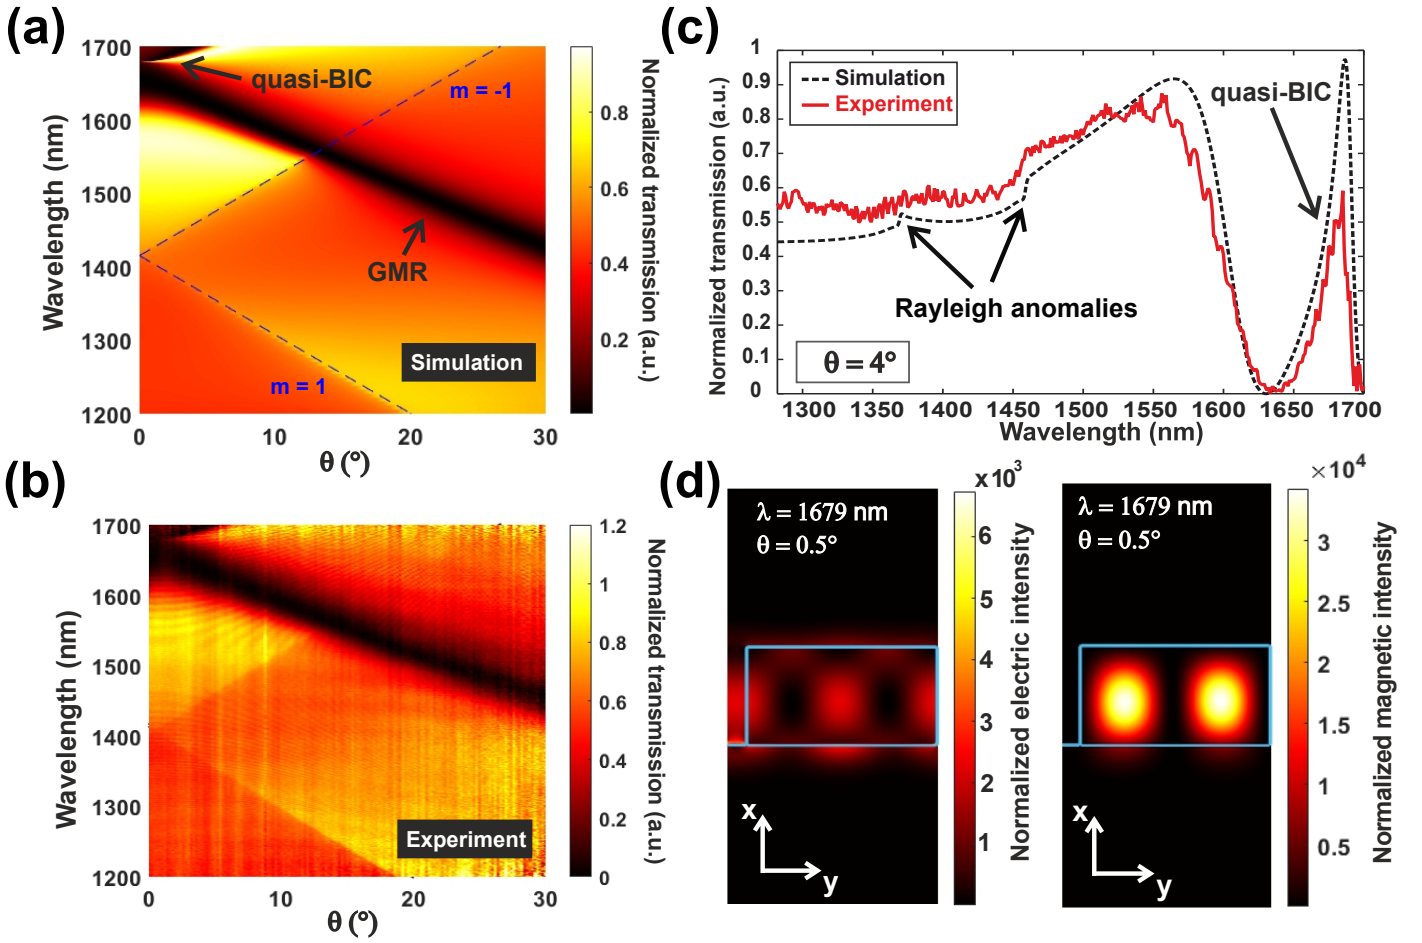 (a)
1700
1600
1500
1400
1300
1200
Wavelength (nm)
quasi-BIC
m = -1
GMR
m = 1
Simulation
0
10
20
30
θ (°)
0.8
0.6
0.4
0.2
Normalized transmission (a.u.)
(b)
1700
1600
1500
1400
1300
1200
Wavelength (nm)
Experiment
0
10
20
30
θ (°)
1.2
1
0.8
0.6
0.4
0.2
0
Normalized transmission (a.u.)
(c)
1
0.9
0.8
0.7
0.6
0.5
0.4
0.3
0.2
0.1
0
Normalized transmission (a.u.)
Simulation
Experiment
quasi-BIC
Rayleigh anomalies
θ = 4°
1300
1350
1400
1450
1500
1550
1600
1650
1700
Wavelength (nm)
(d)
λ = 1679 nm
θ = 0.5°
x
y
x10³
6
5
4
3
2
1
Normalized electric intensity
λ = 1679 nm
θ = 0.5°
x
y
×10⁴
3
2.5
2
1.5
1
0.5
Normalized magnetic intensity